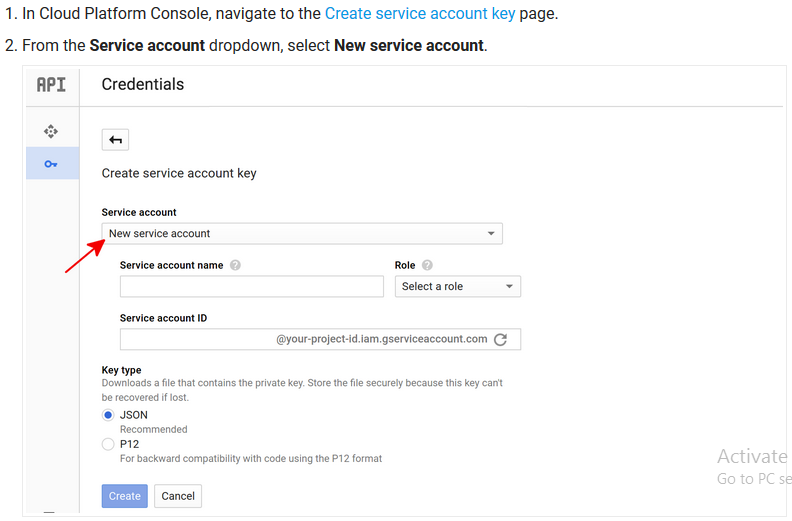 1. In Cloud Platform Console, navigate to the Create service account key page.
2. From the Service account dropdown, select New service account.
API
Credentials
Create service account key
Service account
New service account
Service account name ?
Role ?
Select a role
Service account ID
@your-project-id.iam.gserviceaccount.com
Key type
Downloads a file that contains the private key. Store the file securely because this key can't
be recovered if lost.
JSON
Recommended
P12
For backward compatibility with code using the P12 format
Activate
Go to PC se
Create
Cancel